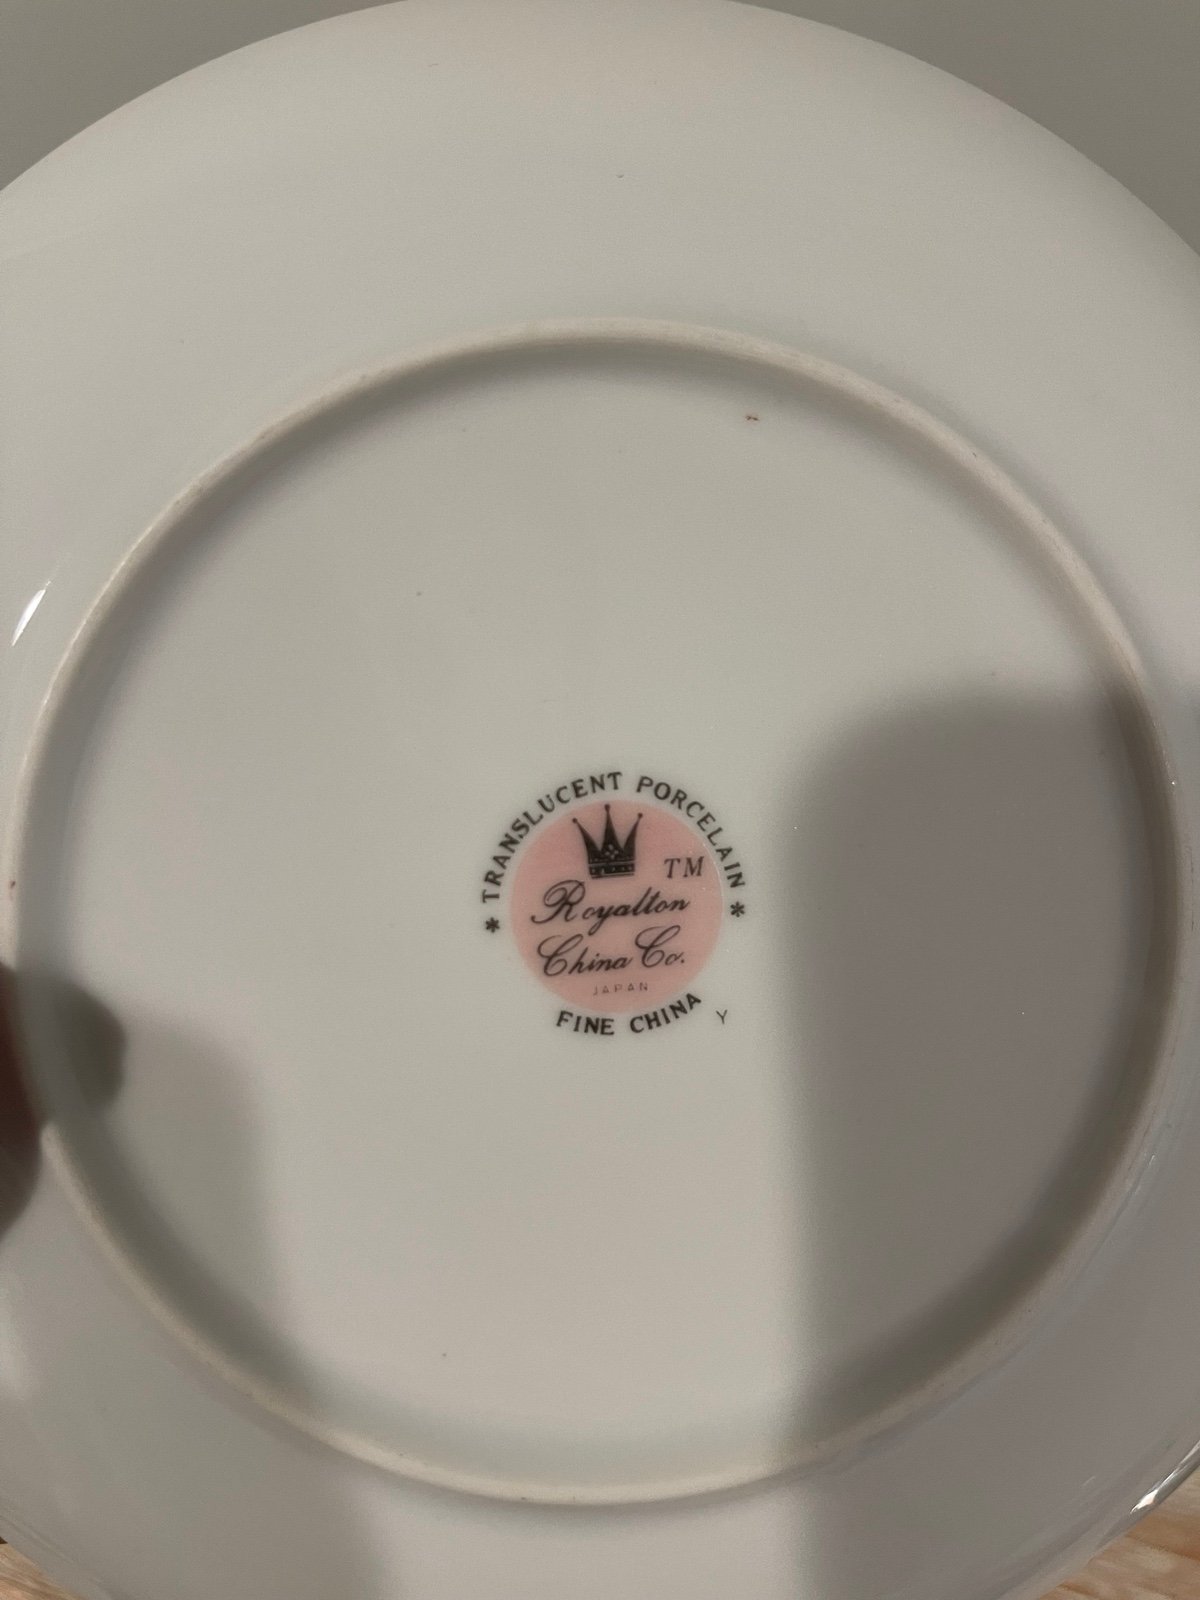 * TRANSLUCENT PORCELAIN *
TM
Royalton
China Co.
JAPAN
FINE CHINA
Y